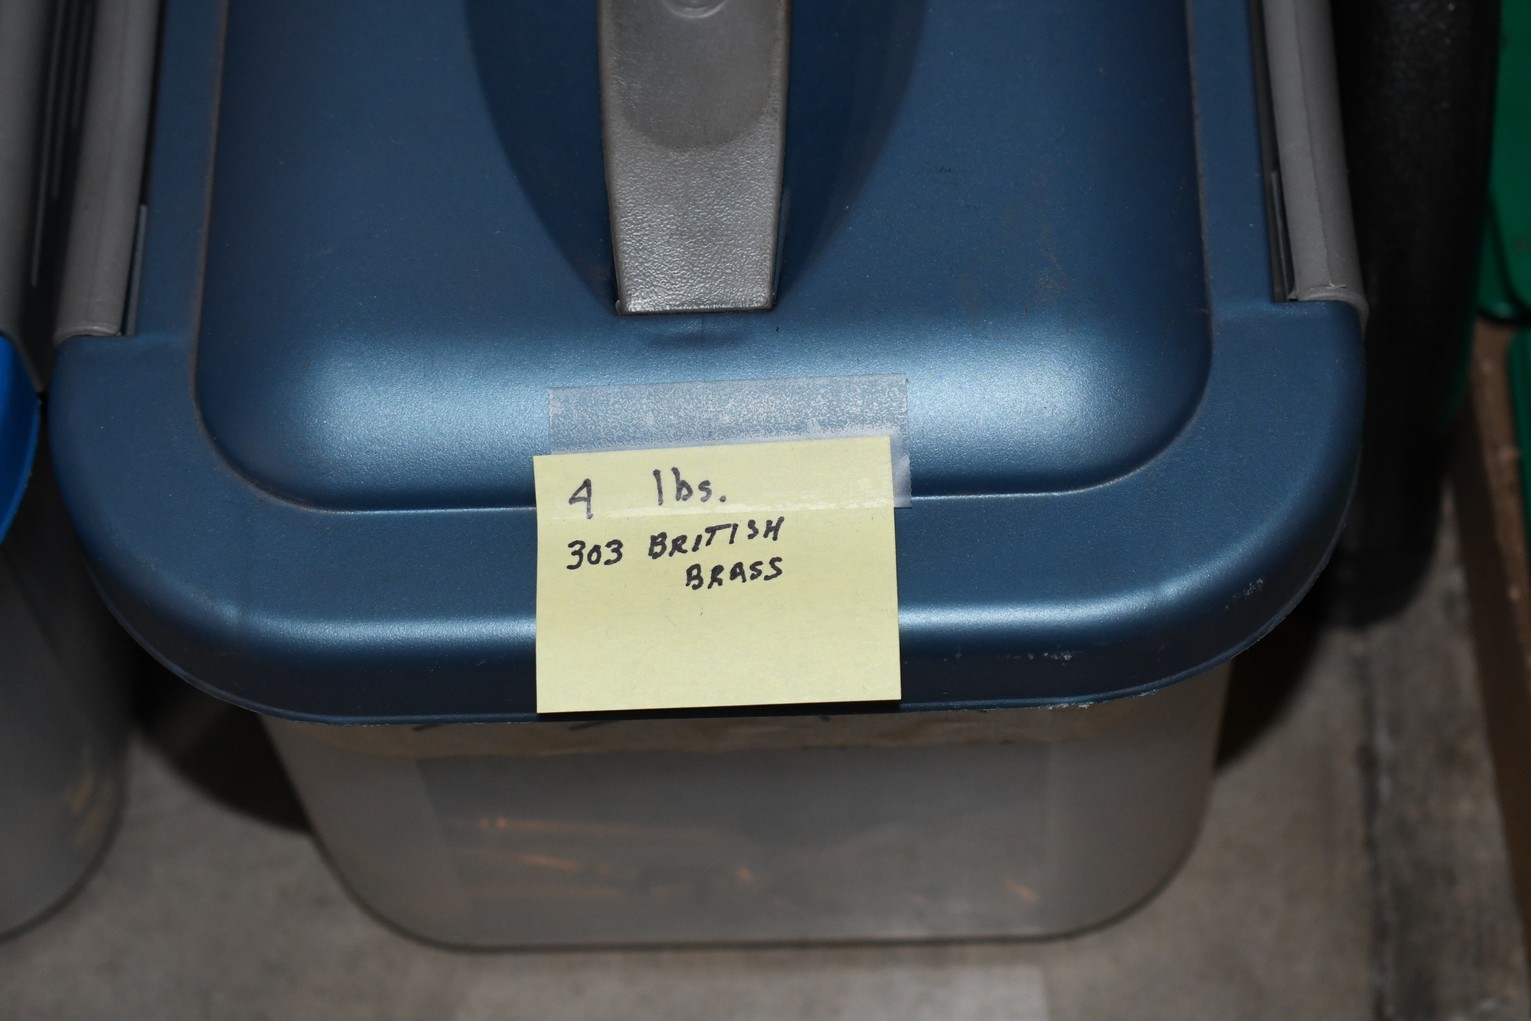 4 lbs.
303 BRITISH
BRASS